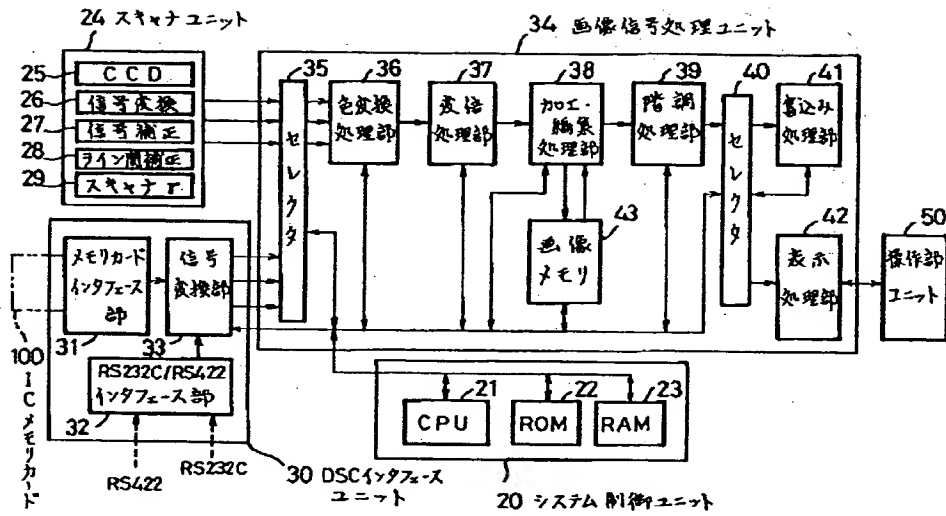 24 スキャナユニット
25
CCD
26
信号変換
27
信号補正
28
ライン間補正
29
スキャナγ
34 画像信号処理ユニット
35
セレクタ
36
色変換
処理部
37
変倍
処理部
38
加工・
編集
処理部
39
階調
処理部
40
セレクタ
41
書込み
処理部
43
画像
メモリ
42
表示
処理部
50
操作部
ユニット
メモリカード
インタフェース
部
31
信号
変換部
33
RS232C/RS422
インタフェース部
32
RS422
RS232C
100 ICメモリカード
30 DSCインタフェース
ユニット
21
CPU
22
ROM
23
RAM
20 システム制御ユニット